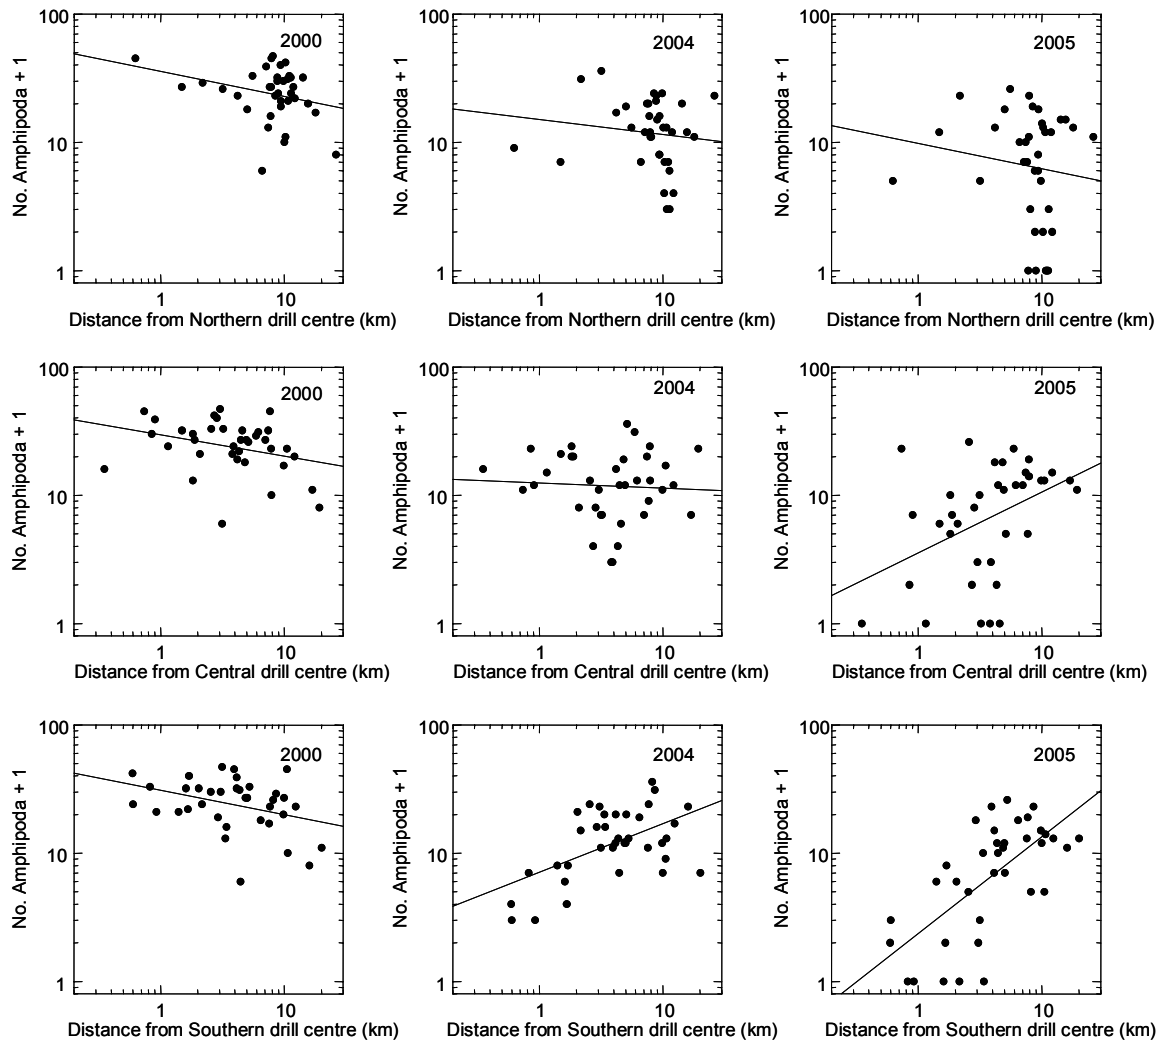 100
10
1
No. Amphipoda + 1
2000
1 10
Distance from Northern drill centre (km)
100
10
1
No. Amphipoda + 1
2004
1 10
Distance from Northern drill centre (km)
100
10
1
No. Amphipoda + 1
2005
1 10
Distance from Northern drill centre (km)
100
10
1
No. Amphipoda + 1
2000
1 10
Distance from Central drill centre (km)
100
10
1
No. Amphipoda + 1
2004
1 10
Distance from Central drill centre (km)
100
10
1
No. Amphipoda + 1
2005
1 10
Distance from Central drill centre (km)
100
10
1
No. Amphipoda + 1
2000
1 10
Distance from Southern drill centre (km)
100
10
1
No. Amphipoda + 1
2004
1 10
Distance from Southern drill centre (km)
100
10
1
No. Amphipoda + 1
2005
1 10
Distance from Southern drill centre (km)